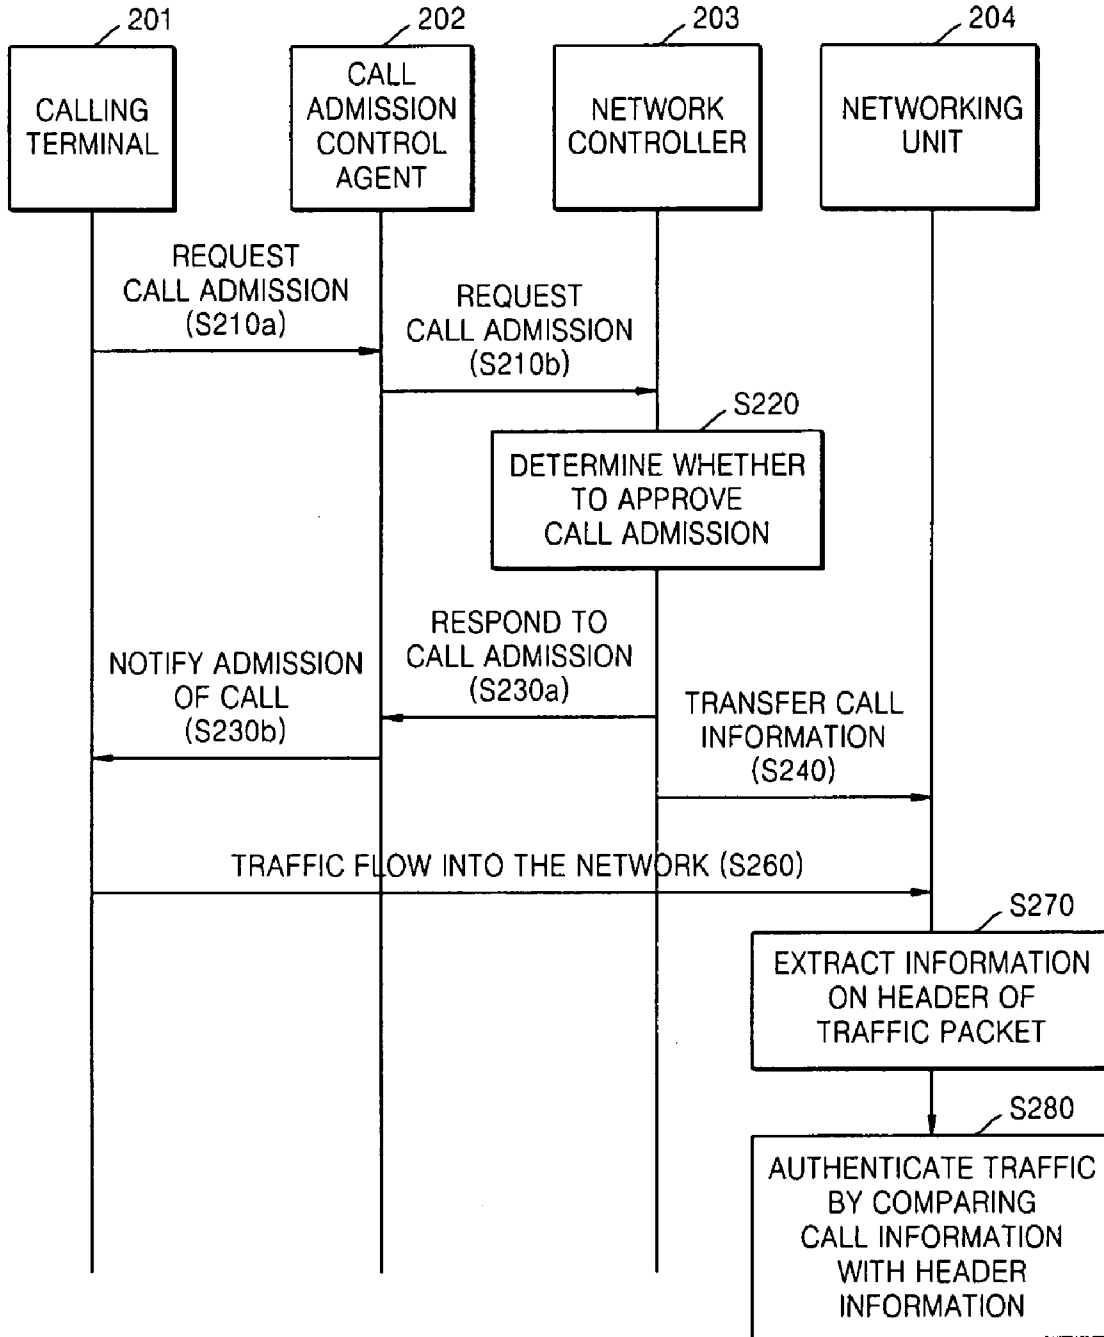 201
202
203
204
CALLING
TERMINAL
CALL
ADMISSION
CONTROL
AGENT
NETWORK
CONTROLLER
NETWORKING
UNIT
REQUEST
CALL ADMISSION
(S210a)
REQUEST
CALL ADMISSION
(S210b)
S220
DETERMINE WHETHER
TO APPROVE
CALL ADMISSION
RESPOND TO
CALL ADMISSION
(S230a)
NOTIFY ADMISSION
OF CALL
(S230b)
TRANSFER CALL
INFORMATION
(S240)
TRAFFIC FLOW INTO THE NETWORK (S260)
S270
EXTRACT INFORMATION
ON HEADER OF
TRAFFIC PACKET
S280
AUTHENTICATE TRAFFIC
BY COMPARING
CALL INFORMATION
WITH HEADER
INFORMATION